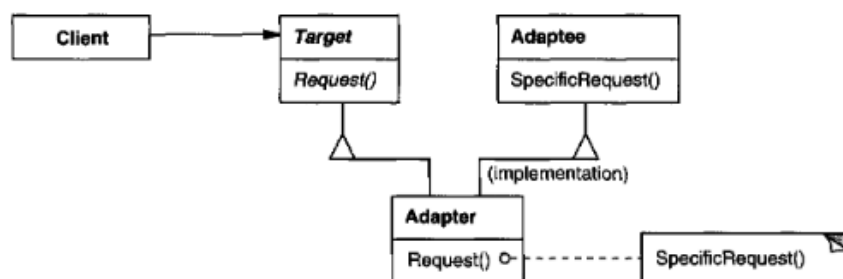 Client
Target
Request()
Adaptee
SpecificRequest()
(implementation)
Adapter
Request()
SpecificRequest()